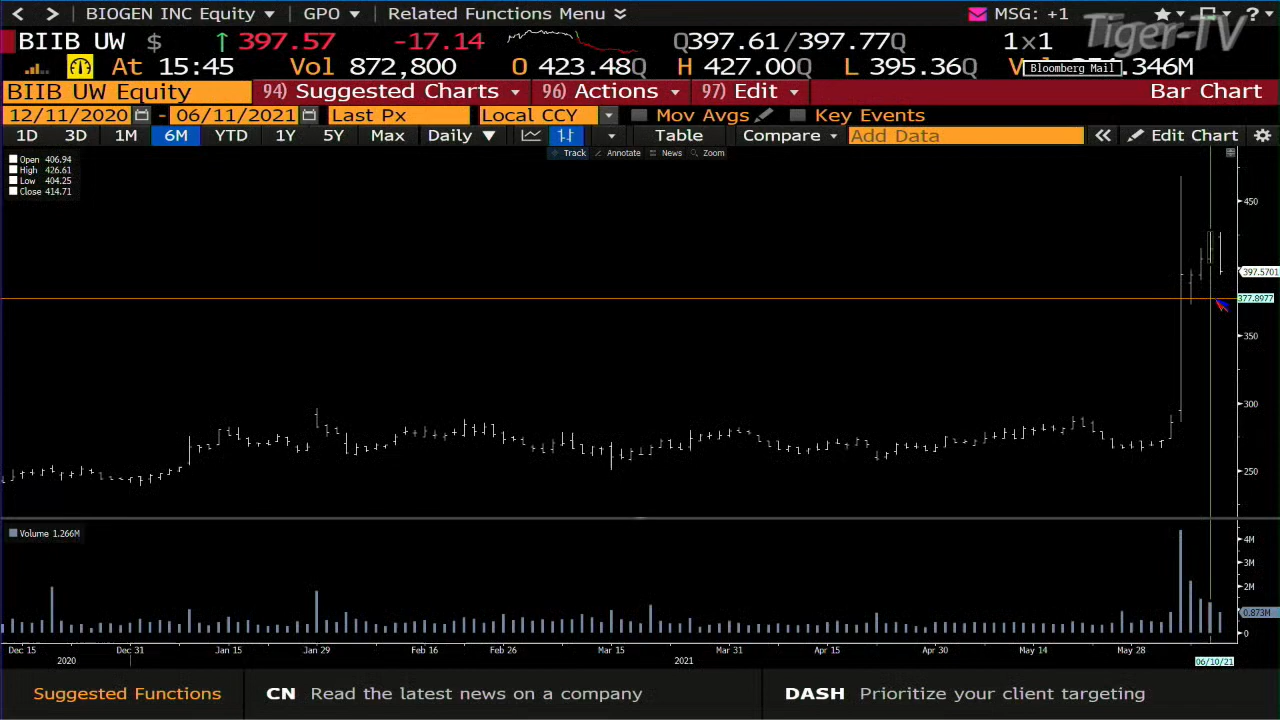 BIOGEN INC Equity GPO Related Functions Menu MSG: +1 ?
BIIB UW $ ↑ 397.57 -17.14 Q397.61/397.77Q 1x1 Tiger-TV
At 15:45 Vol 872,800 O 423.48Q H 427.00Q L 395.36Q Bloomberg Mail .346M
BIIB UW Equity 94) Suggested Charts 96) Actions 97) Edit Bar Chart
12/11/2020 - 06/11/2021 Last Px Local CCY Mov Avgs Key Events
1D 3D 1M 6M YTD 1Y 5Y Max Daily ▼ Table Compare Add Data « Edit Chart
Track Annotate News Zoom
Open 406.94
High 426.61
Low 404.25
Close 414.71
450
397.5701
377.8977
350
300
250
Volume 1.266M
4M
3M
2M
0.873M
0
Dec 15 Dec 31 Jan 15 Jan 29 Feb 16 Feb 26 Mar 15 Mar 31 Apr 15 Apr 30 May 14 May 28
2020 2021 06/10/21
Suggested Functions CN Read the latest news on a company DASH Prioritize your client targeting